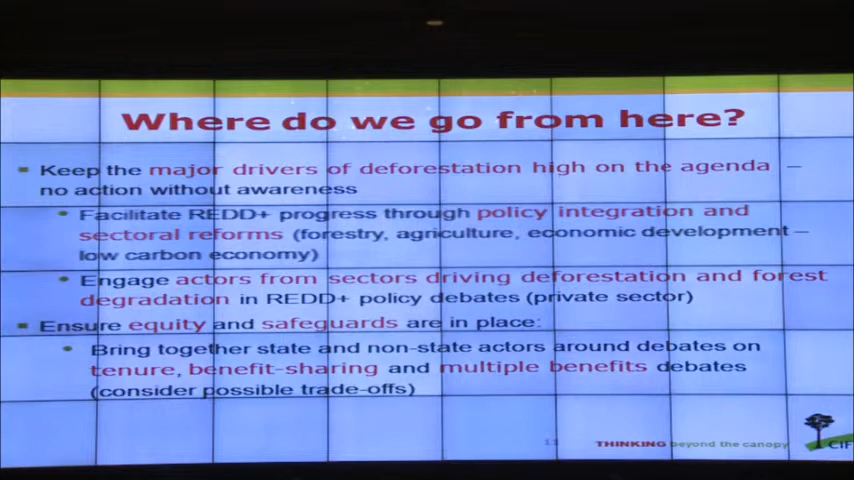 Where do we go from here?
Keep the major drivers of deforestation high on the agenda –
no action without awareness
Facilitate REDD+ progress through policy integration and
sectoral reforms (forestry, agriculture, economic development –
low carbon economy)
Engage actors from sectors driving deforestation and forest
degradation in REDD+ policy debates (private sector)
Ensure equity and safeguards are in place:
Bring together state and non-state actors around debates on
tenure, benefit-sharing and multiple benefits debates
(consider possible trade-offs)
THINKING beyond the canopy
CIF